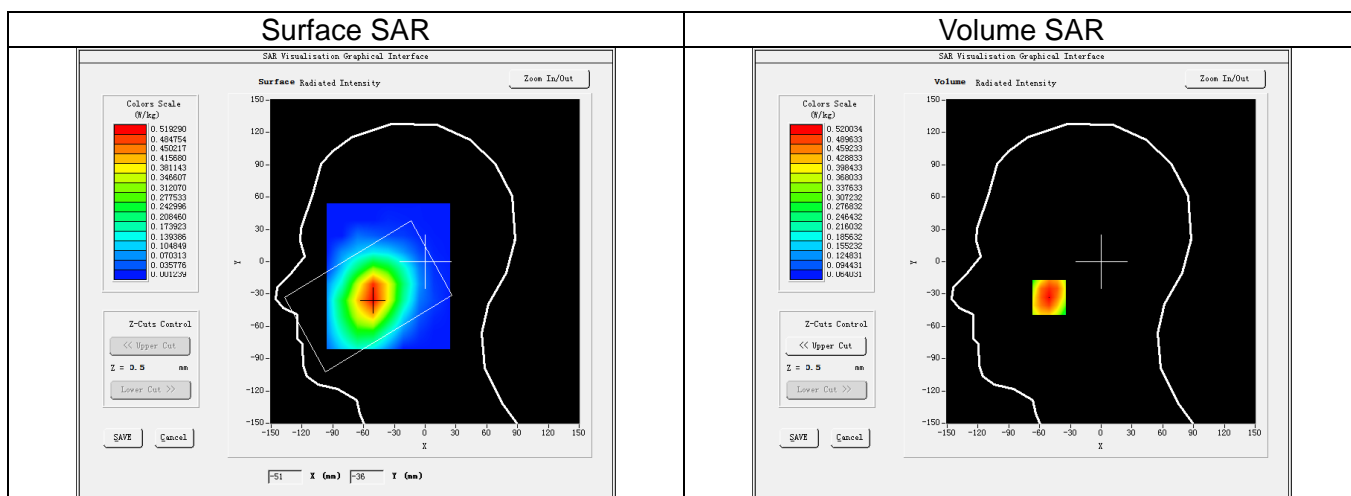 Surface SAR
SAR Visualisation Graphical Interface
Surface Radiated Intensity
Zoom In/Out
Colors Scale
(W/kg)
0.519290
0.484754
0.450217
0.415680
0.381143
0.346607
0.312070
0.277533
0.242996
0.208460
0.173923
0.139386
0.104849
0.070313
0.035776
0.001239
Z-Cuts Control
<< Upper Cut
Z = 0.5 mm
Lower Cut >>
SAVE
Cancel
150
120
90
60
30
0
-30
-60
-90
-120
-150
Y
-150 -120 -90 -60 -30 0 30 60 90 120 150
X
-51 X (mm) -36 Y (mm)
Volume SAR
SAR Visualisation Graphical Interface
Volume Radiated Intensity
Zoom In/Out
Colors Scale
(W/kg)
0.520034
0.489633
0.459233
0.428833
0.398433
0.368033
0.337633
0.307232
0.276832
0.246432
0.216032
0.185632
0.155232
0.124831
0.094431
0.064031
Z-Cuts Control
<< Upper Cut
Z = 0.5 mm
Lower Cut >>
SAVE
Cancel
150
120
90
60
30
0
-30
-60
-90
-120
-150
Y
-150 -120 -90 -60 -30 0 30 60 90 120 150
X